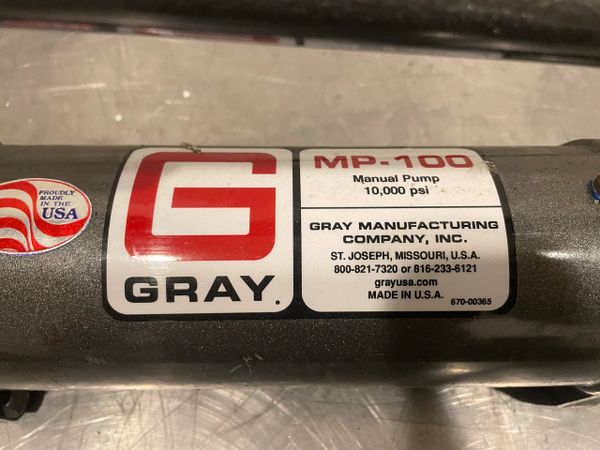 PROUDLY
MADE
IN THE
USA
G
GRAY.
MP-100
Manual Pump
10,000 psi
GRAY MANUFACTURING
COMPANY, INC.
ST. JOSEPH, MISSOURI, U.S.A.
800-821-7320 or 816-233-6121
grayusa.com
MADE IN U.S.A.
670-00365